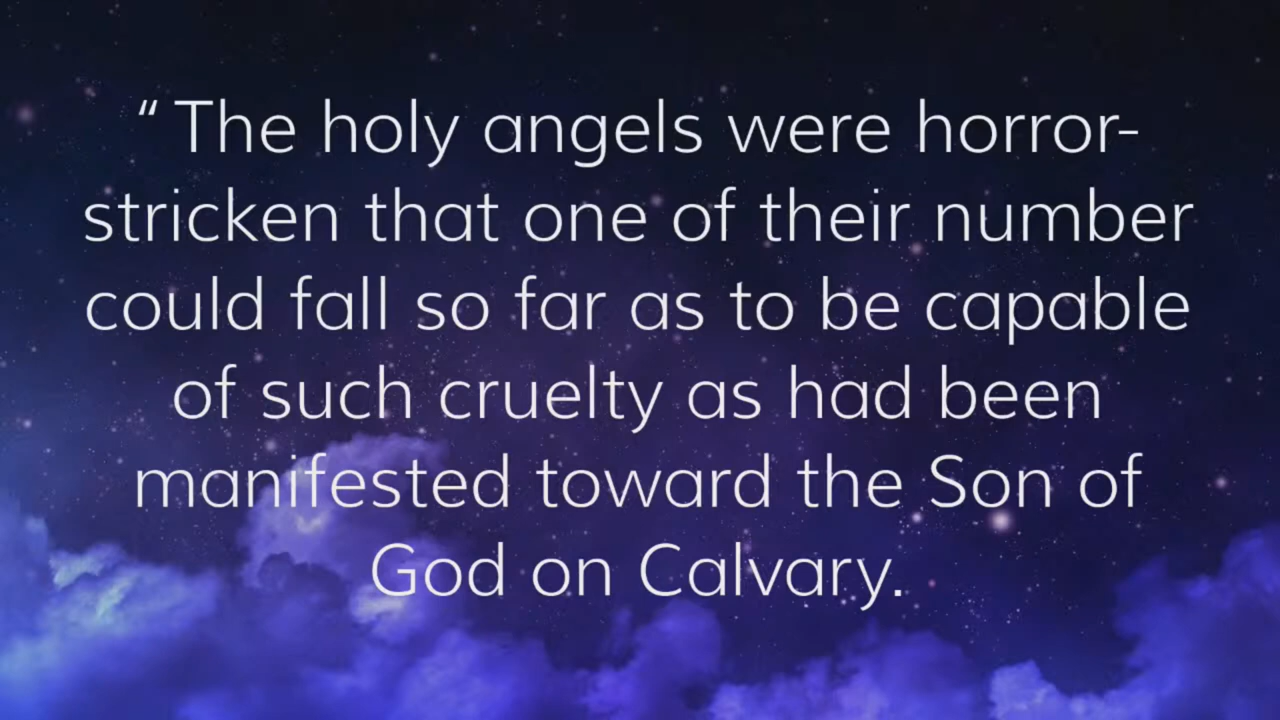 “ The holy angels were horror-
stricken that one of their number
could fall so far as to be capable
of such cruelty as had been
manifested toward the Son of
God on Calvary.